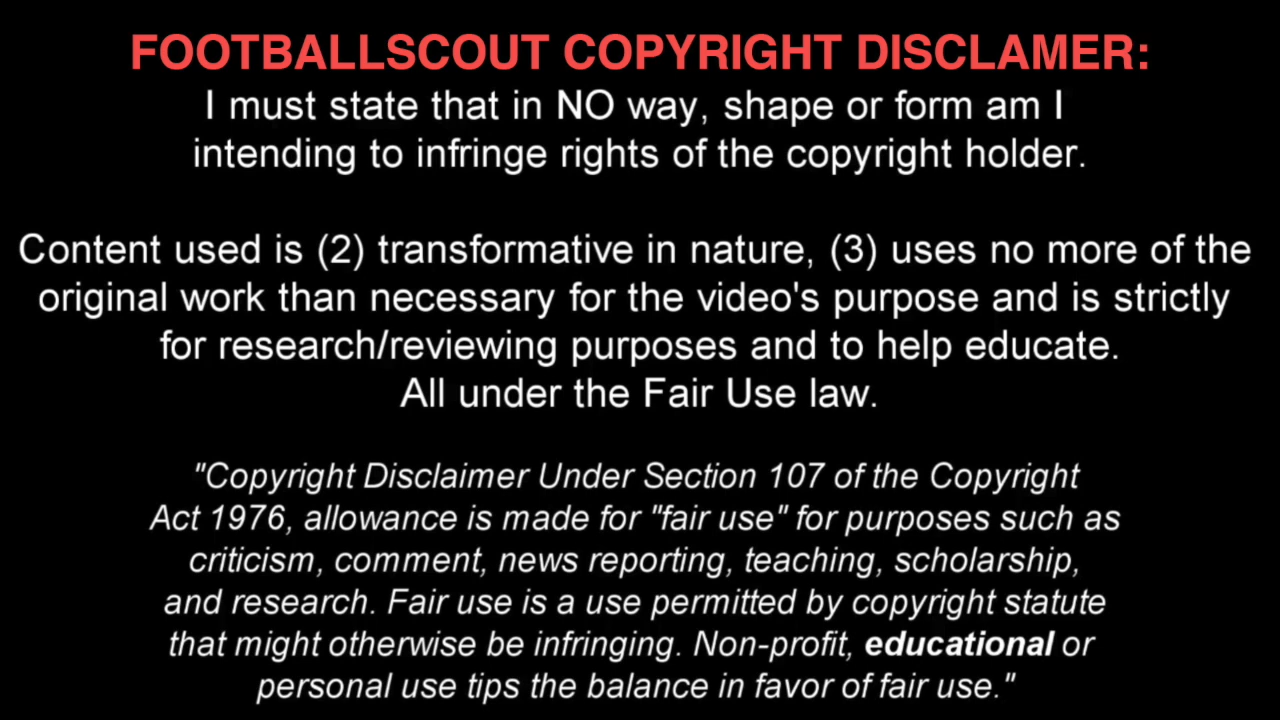 FOOTBALLSCOUT COPYRIGHT DISCLAMER:
I must state that in NO way, shape or form am I
intending to infringe rights of the copyright holder.
Content used is (2) transformative in nature, (3) uses no more of the
original work than necessary for the video's purpose and is strictly
for research/reviewing purposes and to help educate.
All under the Fair Use law.
"Copyright Disclaimer Under Section 107 of the Copyright
Act 1976, allowance is made for "fair use" for purposes such as
criticism, comment, news reporting, teaching, scholarship,
and research. Fair use is a use permitted by copyright statute
that might otherwise be infringing. Non-profit, educational or
personal use tips the balance in favor of fair use."